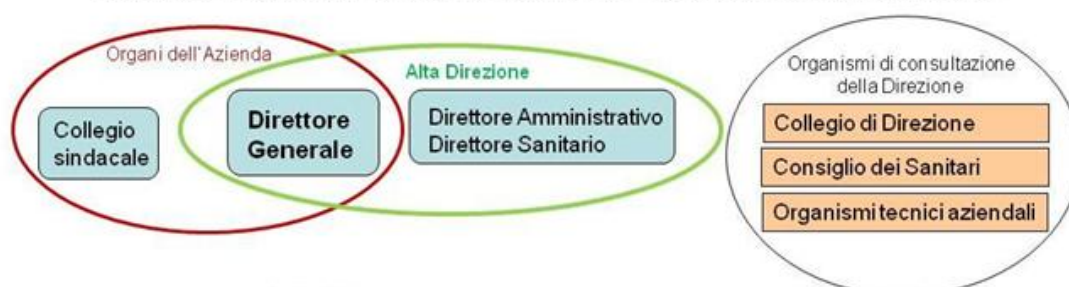 Organi dell'Azienda
Collegio
sindacale
Direttore
Generale
Alta Direzione
Direttore Amministrativo
Direttore Sanitario
Organismi di consultazione
della Direzione
Collegio di Direzione
Consiglio dei Sanitari
Organismi tecnici aziendali